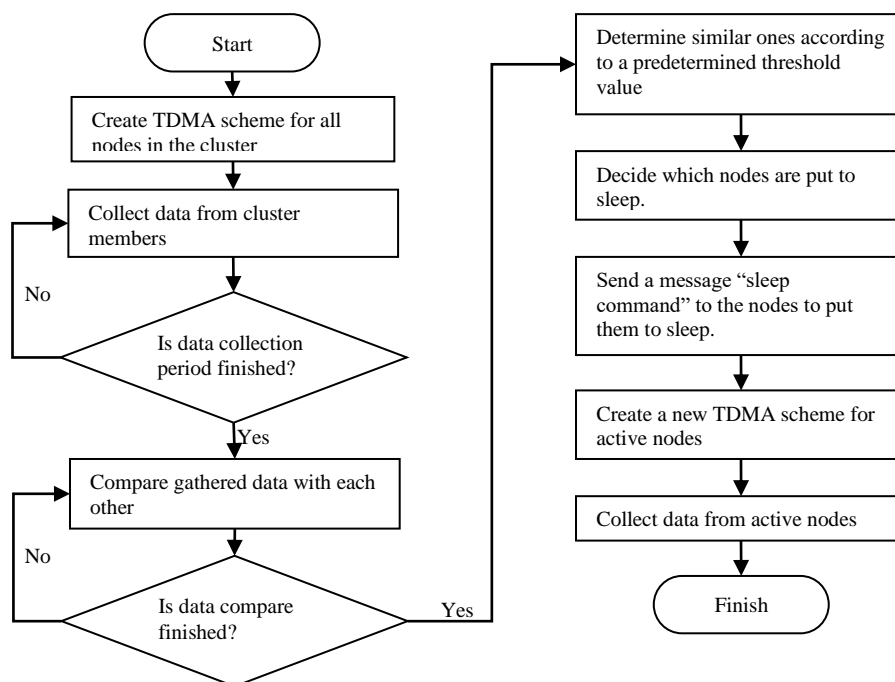 Start
Create TDMA scheme for all
nodes in the cluster
Collect data from cluster
members
No
Is data collection
period finished?
Yes
Compare gathered data with each
other
No
Is data compare
finished?
Yes
Determine similar ones according
to a predetermined threshold
value
Decide which nodes are put to
sleep.
Send a message “sleep
command” to the nodes to put
them to sleep.
Create a new TDMA scheme for
active nodes
Collect data from active nodes
Finish